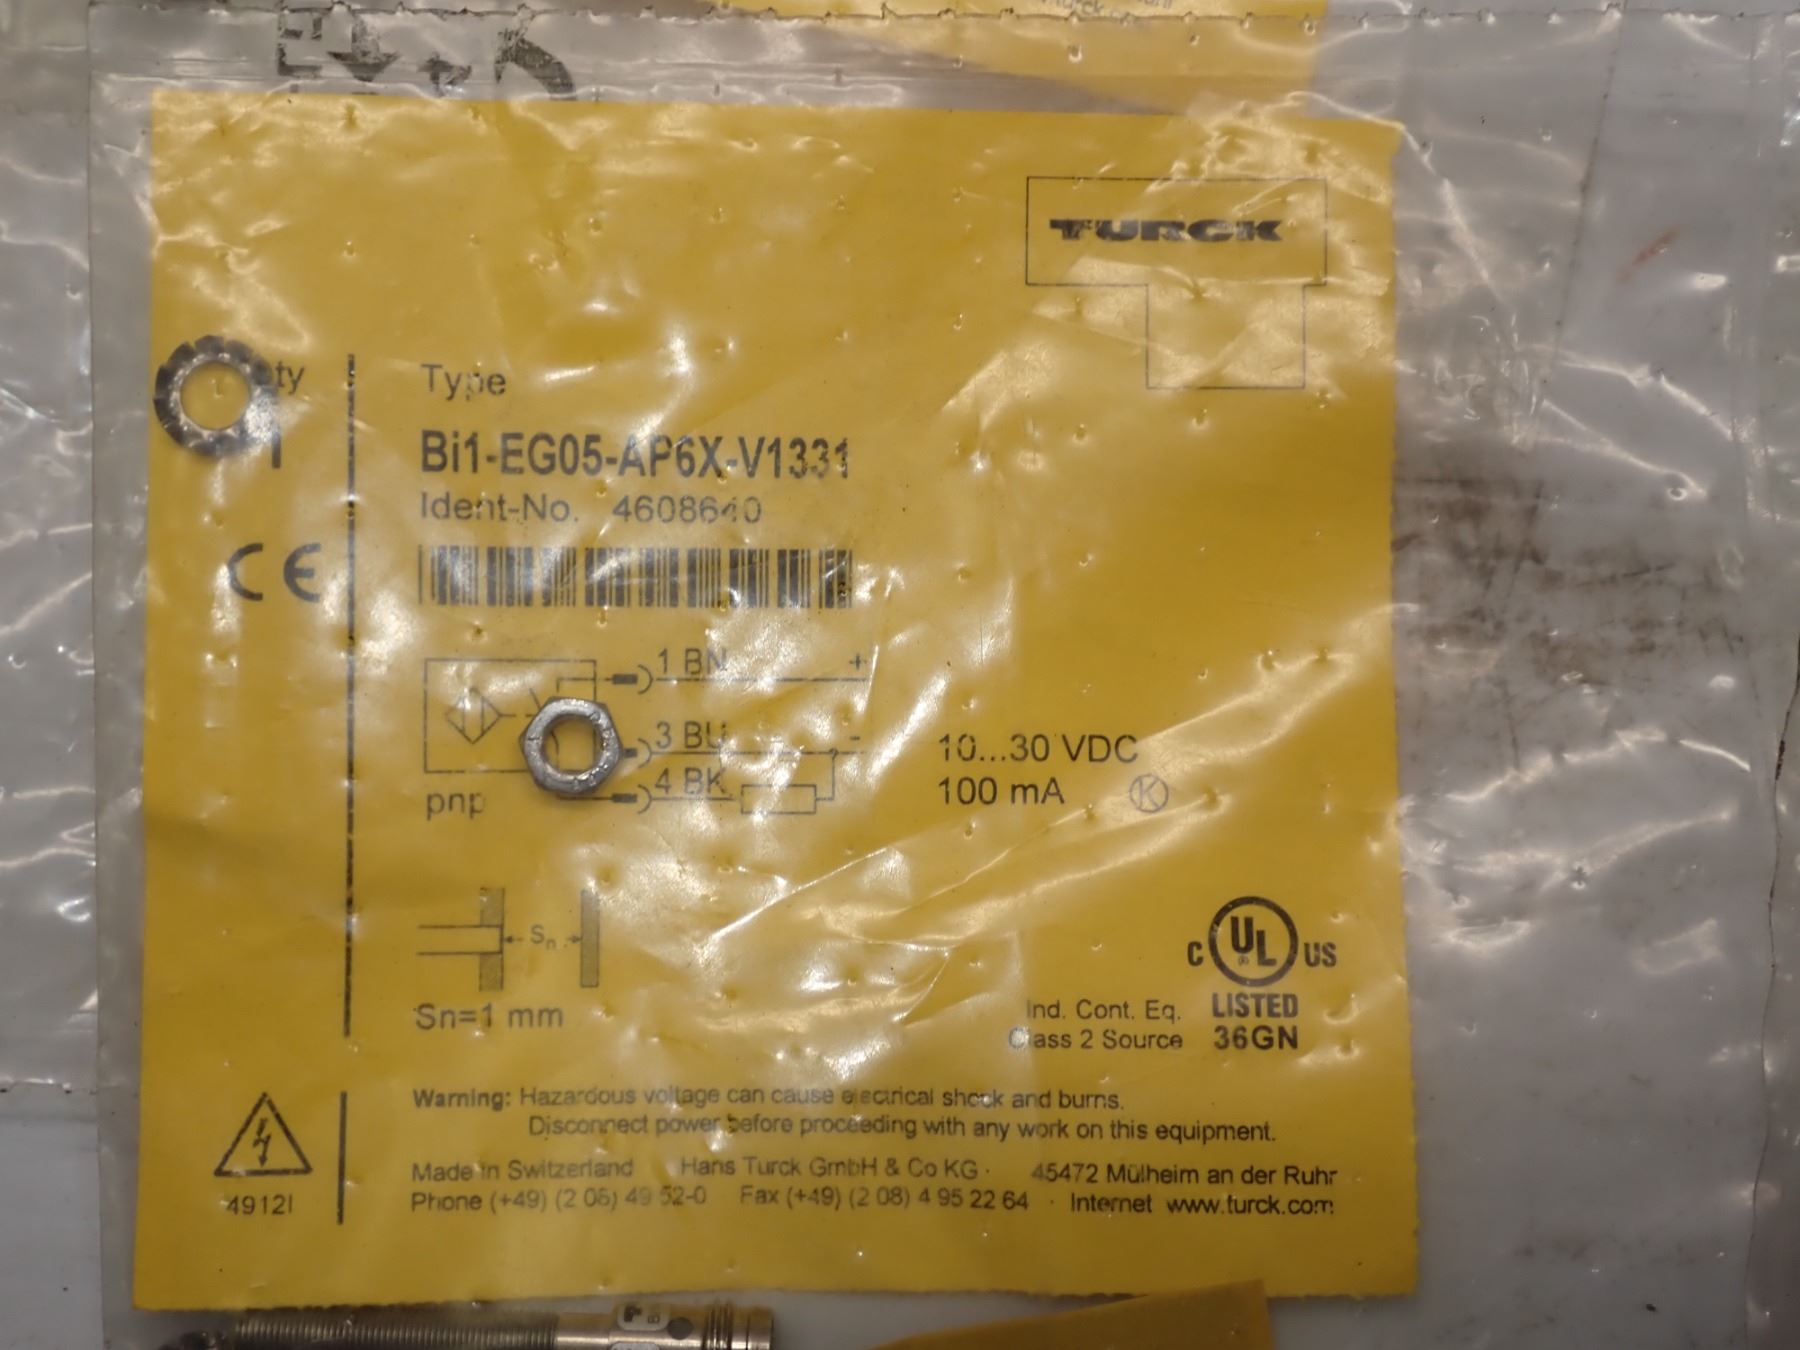 TURCK
Type
Bi1-EG05-AP6X-V1331
Ident-No. 4608640
CE
1 BN +
3 BU -
4 BK
pnp
10...30 VDC
100 mA K
Sn
Sn=1 mm
C UL US
LISTED
36GN
Ind. Cont. Eq.
Class 2 Source
Warning: Hazardous voltage can cause electrical shock and burns.
Disconnect power before proceeding with any work on this equipment.
Made in Switzerland Hans Turck GmbH & Co KG · 45472 Mülheim an der Ruhr
Phone (+49) (2 08) 49 52-0 Fax (+49) (2 08) 4 95 22 64 · Internet www.turck.com
4912I